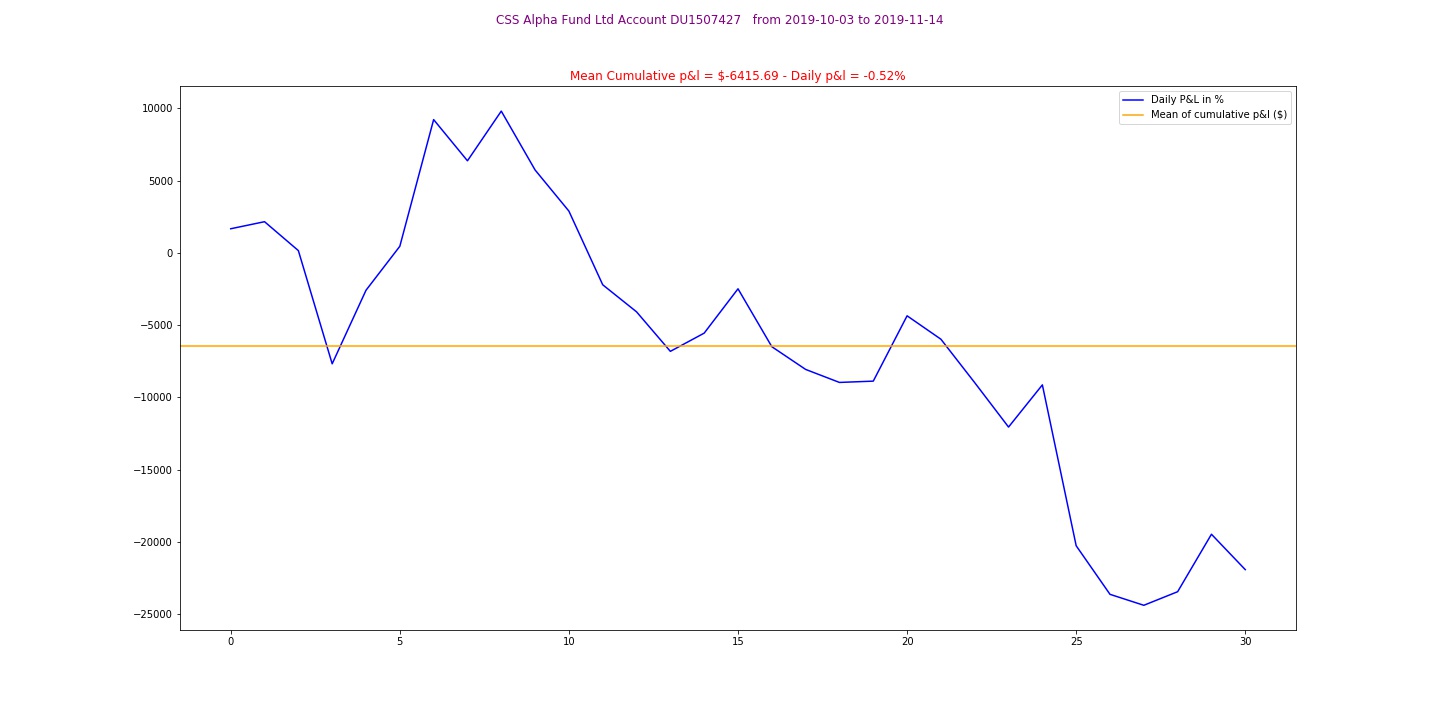 CSS Alpha Fund Ltd Account DU1507427   from 2019-10-03 to 2019-11-14
Mean Cumulative p&l = $-6415.69 - Daily p&l = -0.52%
Daily P&L in %
Mean of cumulative p&l ($)
10000
5000
0
−5000
−10000
−15000
−20000
−25000
0 5 10 15 20 25 30